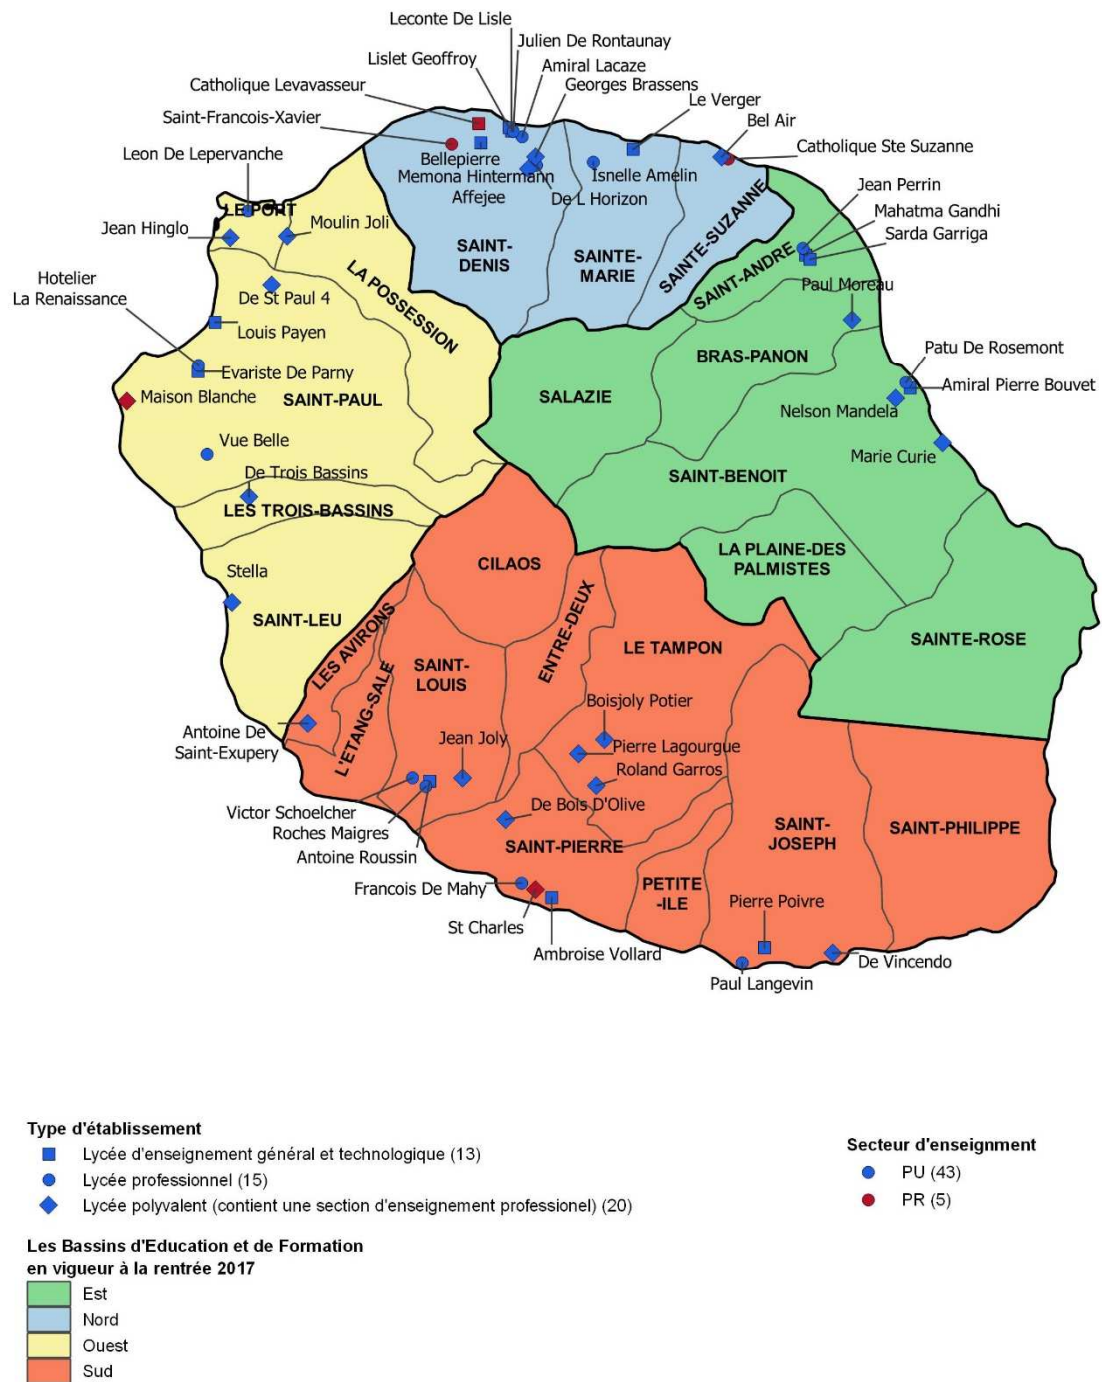 Leconte De Lisle
Julien De Rontaunay
Lislet Geoffroy
Amiral Lacaze
Catholique Levavasseur
Georges Brassens
Le Verger
Saint-Francois-Xavier
Bel Air
Leon De Lepervanche
Catholique Ste Suzanne
Bellepierre
Memona Hintermann
Affejee
Isnelle Amelin
De L Horizon
Jean Perrin
Mahatma Gandhi
Sarda Garriga
LE PORT
Jean Hinglo
Moulin Joli
SAINT-
DENIS
SAINTE-
MARIE
SAINTE-SUZANNE
SAINT-ANDRE
Hotelier
La Renaissance
De St Paul 4
LA POSSESSION
Paul Moreau
Louis Payen
BRAS-PANON
Patu De Rosemont
Evariste De Parny
Amiral Pierre Bouvet
Maison Blanche
SAINT-PAUL
SALAZIE
Nelson Mandela
Vue Belle
Marie Curie
De Trois Bassins
SAINT-BENOIT
LES TROIS-BASSINS
LA PLAINE-DES
PALMISTES
CILAOS
Stella
SAINT-LEU
LES AVIRONS
ENTRE-DEUX
LE TAMPON
SAINTE-ROSE
SAINT-
LOUIS
L'ETANG-SALE
Boisjoly Potier
Antoine De
Saint-Exupery
Jean Joly
Pierre Lagourgue
Roland Garros
Victor Schoelcher
Roches Maigres
Antoine Roussin
De Bois D'Olive
SAINT-PIERRE
SAINT-
JOSEPH
SAINT-PHILIPPE
Francois De Mahy
PETITE
-ILE
St Charles
Pierre Poivre
Ambroise Vollard
De Vincendo
Paul Langevin
Type d'établissement
Lycée d'enseignement général et technologique (13)
Lycée professionnel (15)
Lycée polyvalent (contient une section d'enseignement professionel) (20)
Secteur d'enseignment
PU (43)
PR (5)
Les Bassins d'Education et de Formation
en vigueur à la rentrée 2017
Est
Nord
Ouest
Sud